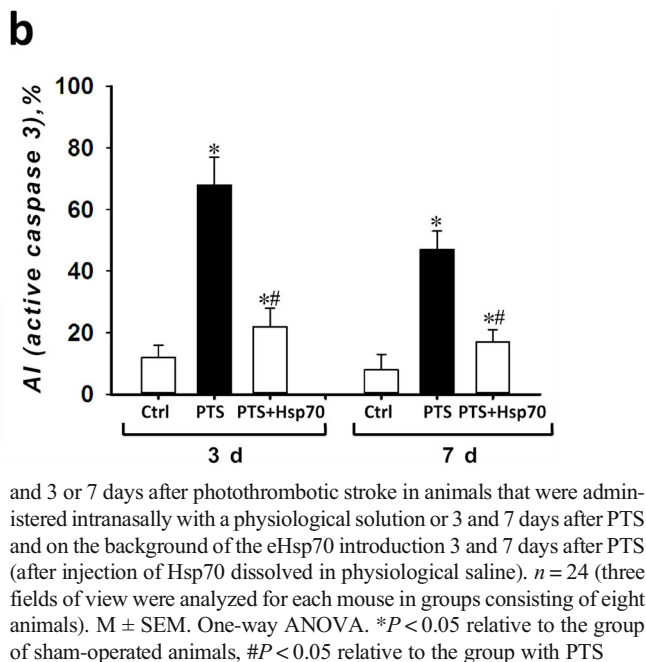 b
AI (active caspase 3),%
100
80
60
40
20
0
*
*#
*
*#
Ctrl PTS PTS+Hsp70 Ctrl PTS PTS+Hsp70
3 d 7 d
and 3 or 7 days after photothrombotic stroke in animals that were admin-
istered intranasally with a physiological solution or 3 and 7 days after PTS
and on the background of the eHsp70 introduction 3 and 7 days after PTS
(after injection of Hsp70 dissolved in physiological saline). n = 24 (three
fields of view were analyzed for each mouse in groups consisting of eight
animals). M ± SEM. One-way ANOVA. *P < 0.05 relative to the group
of sham-operated animals, #P < 0.05 relative to the group with PTS